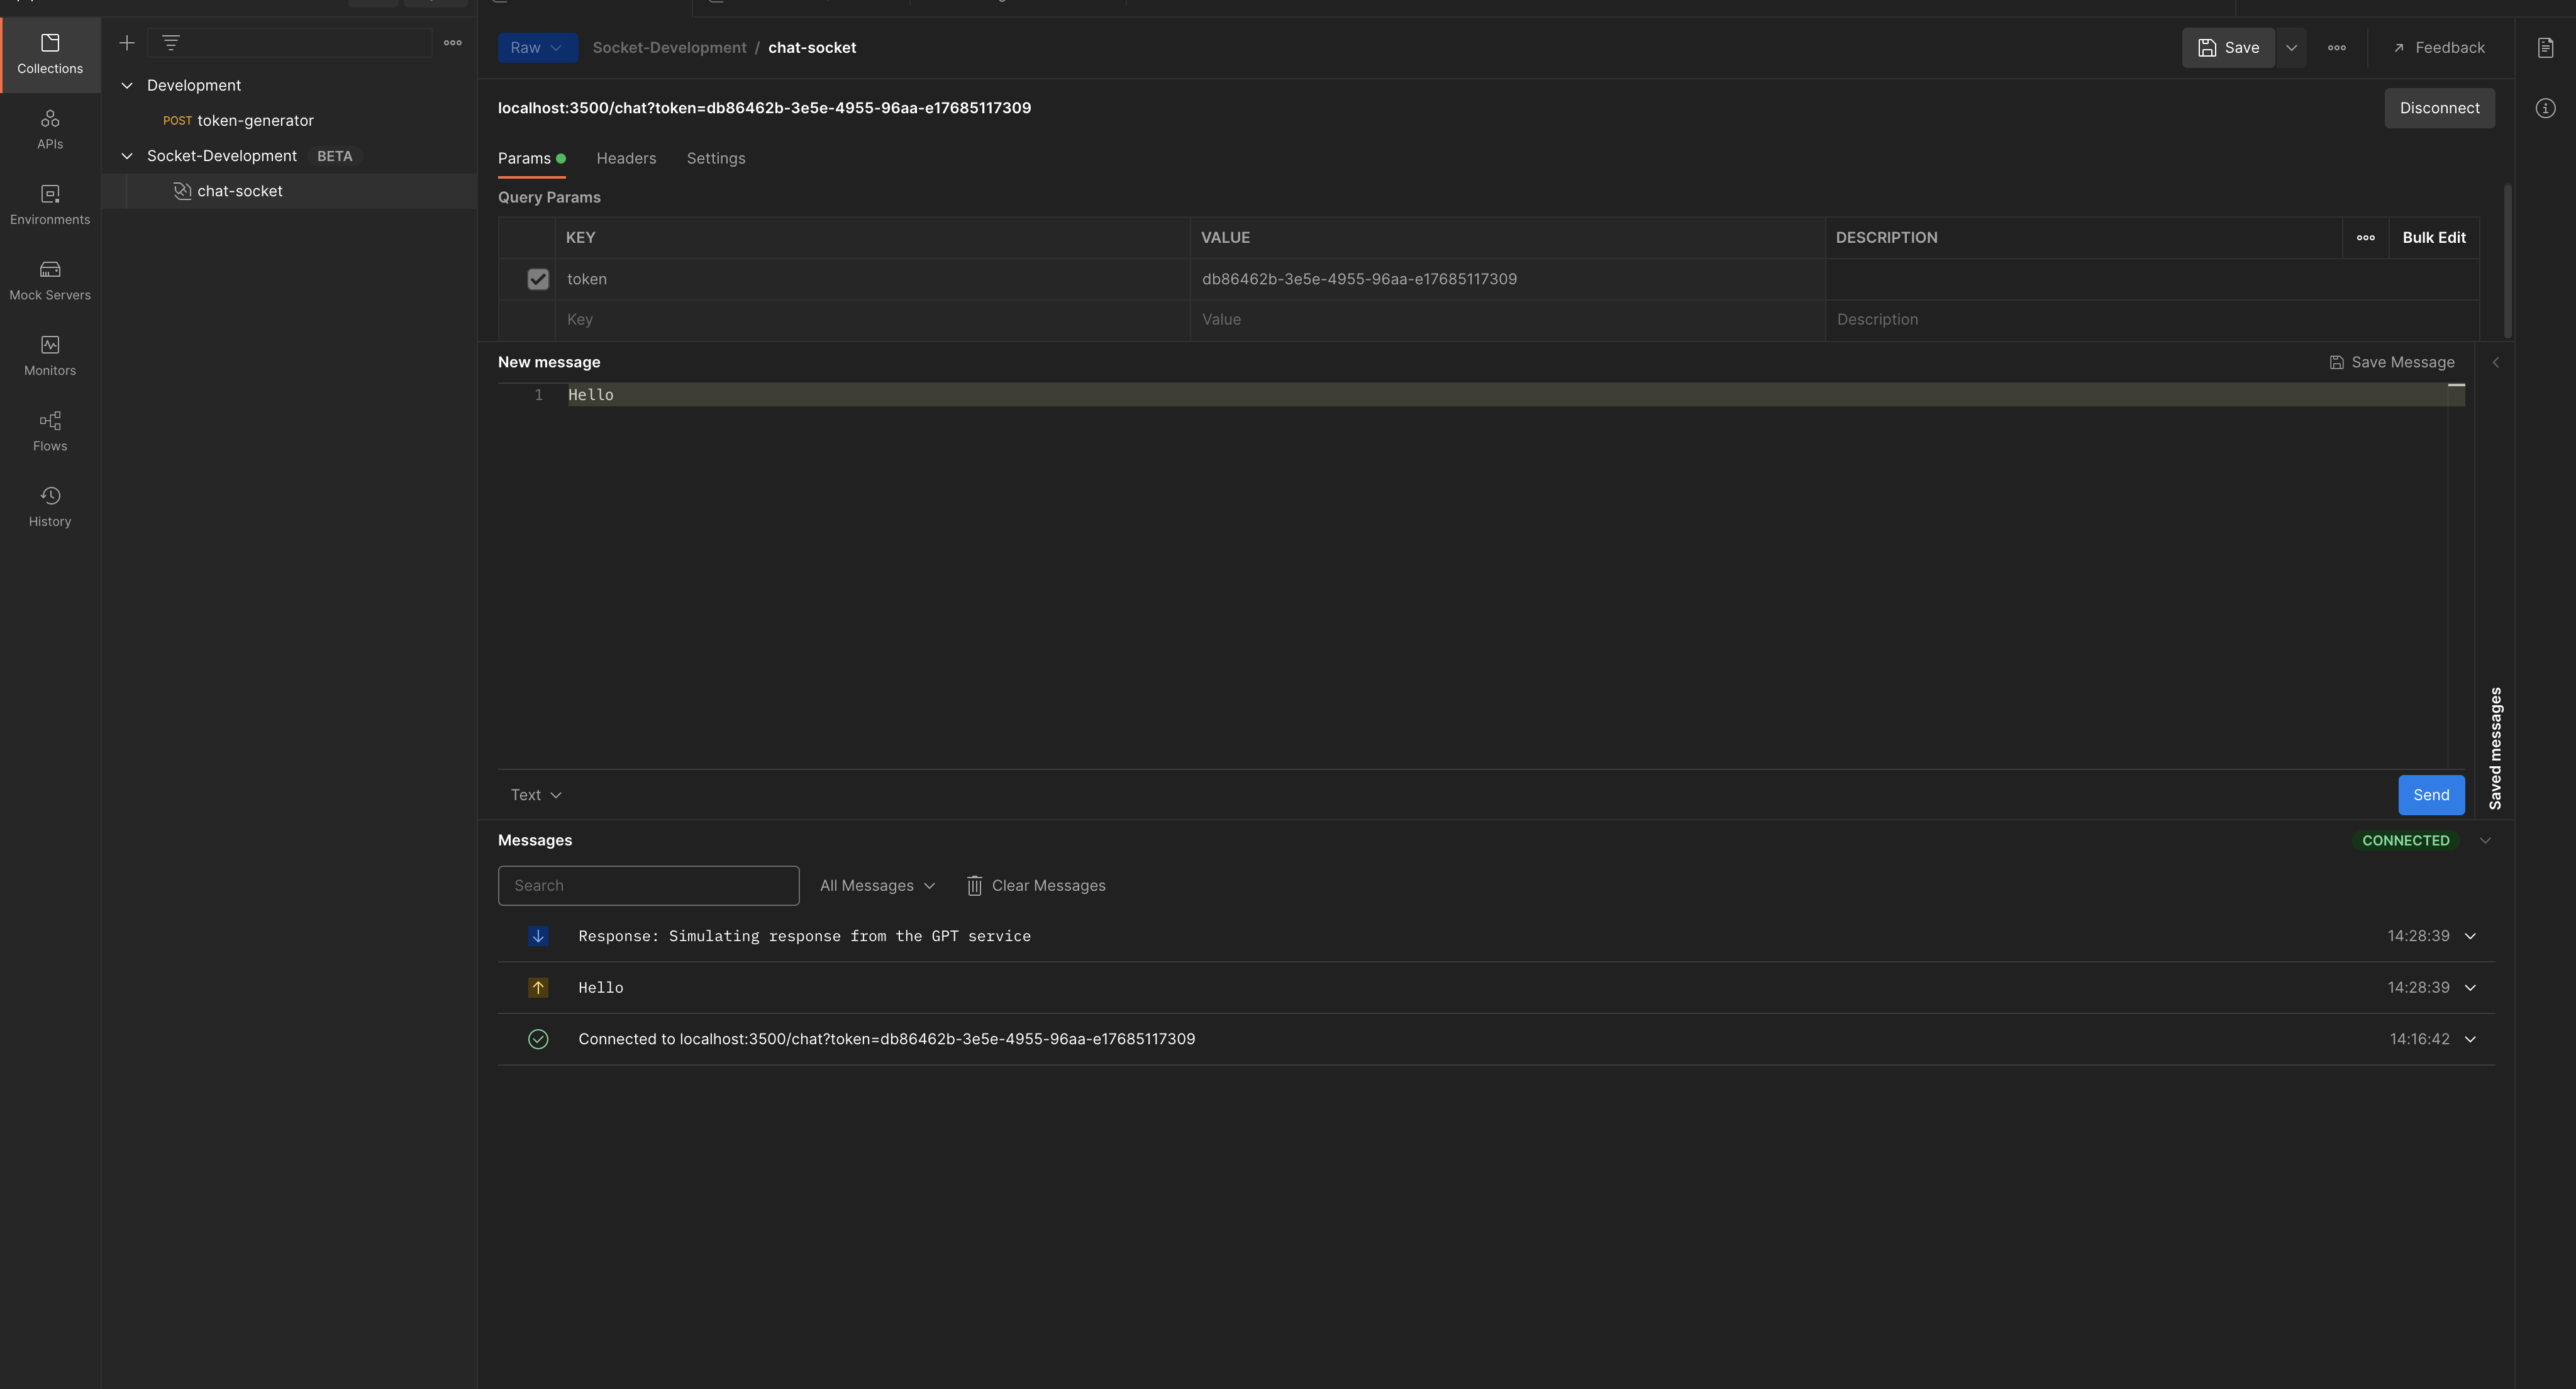 Collections
APIs
Environments
Mock Servers
Monitors
Flows
History
Development
POST token-generator
Socket-Development BETA
chat-socket
Raw Socket-Development / chat-socket
Save
Feedback
localhost:3500/chat?token=db86462b-3e5e-4955-96aa-e17685117309
Disconnect
Params Headers Settings
Query Params
KEY VALUE DESCRIPTION Bulk Edit
token db86462b-3e5e-4955-96aa-e17685117309
Key Value Description
New message Save Message
1 Hello
Saved messages
Text Send
Messages CONNECTED
Search All Messages Clear Messages
Response: Simulating response from the GPT service 14:28:39
Hello 14:28:39
Connected to localhost:3500/chat?token=db86462b-3e5e-4955-96aa-e17685117309 14:16:42